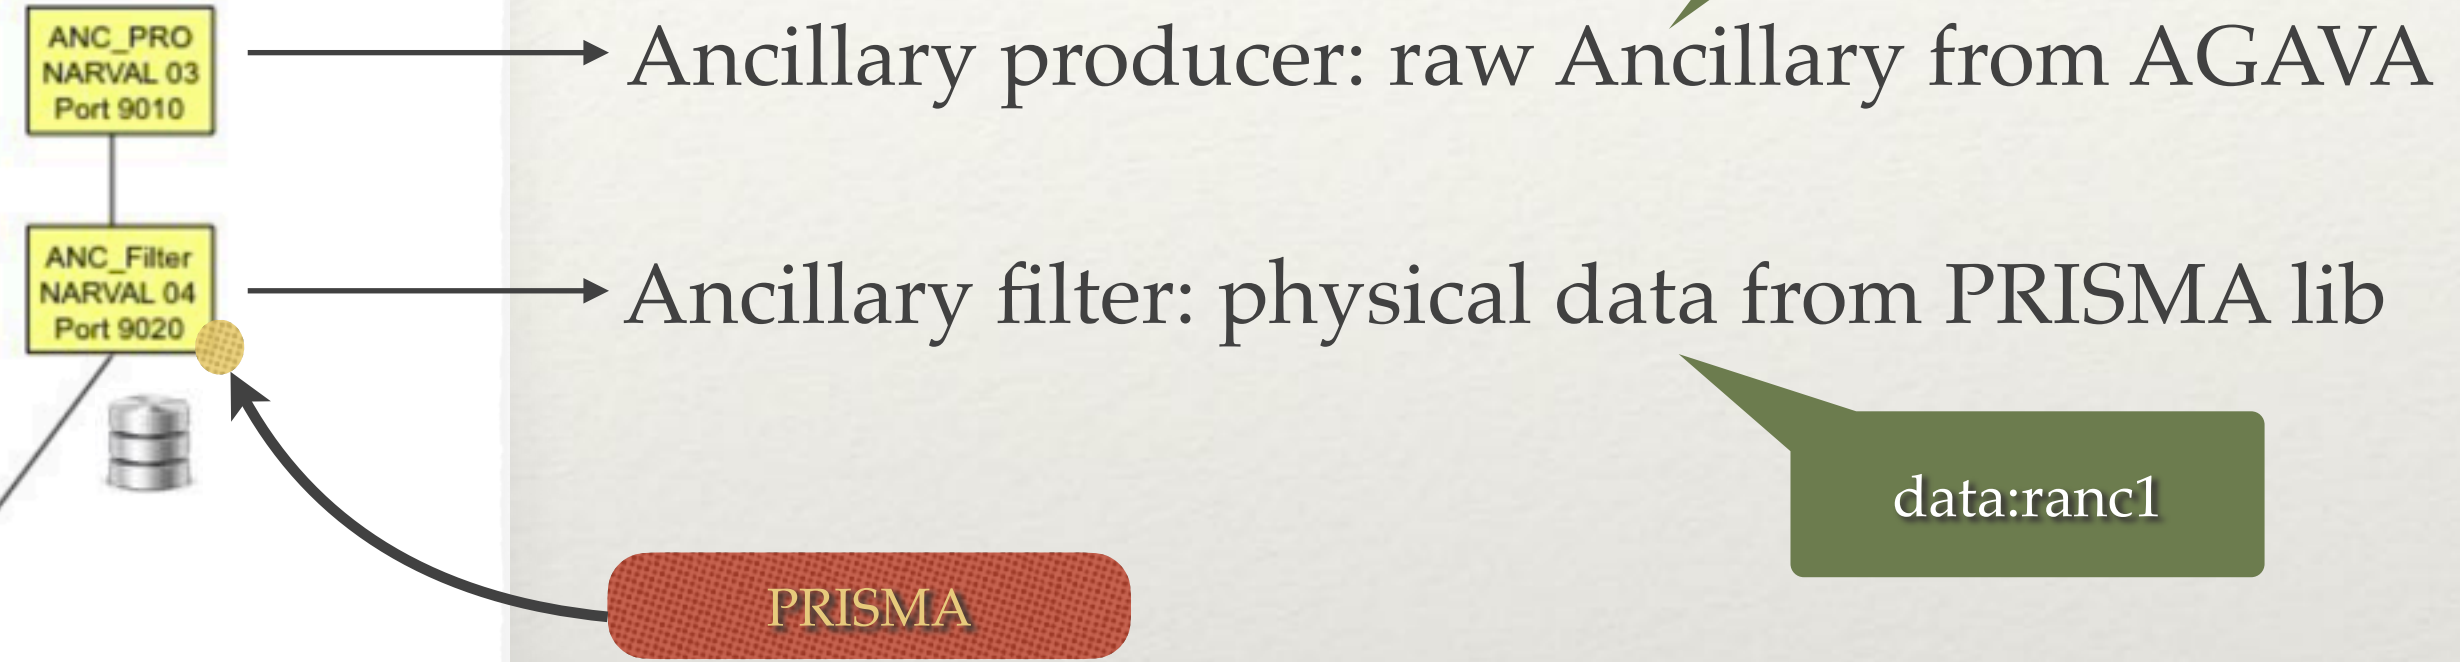 ANC_PRO
NARVAL 03
Port 9010
Ancillary producer: raw Ancillary from AGAVA
ANC_Filter
NARVAL 04
Port 9020
Ancillary filter: physical data from PRISMA lib
data:ranc1
PRISMA